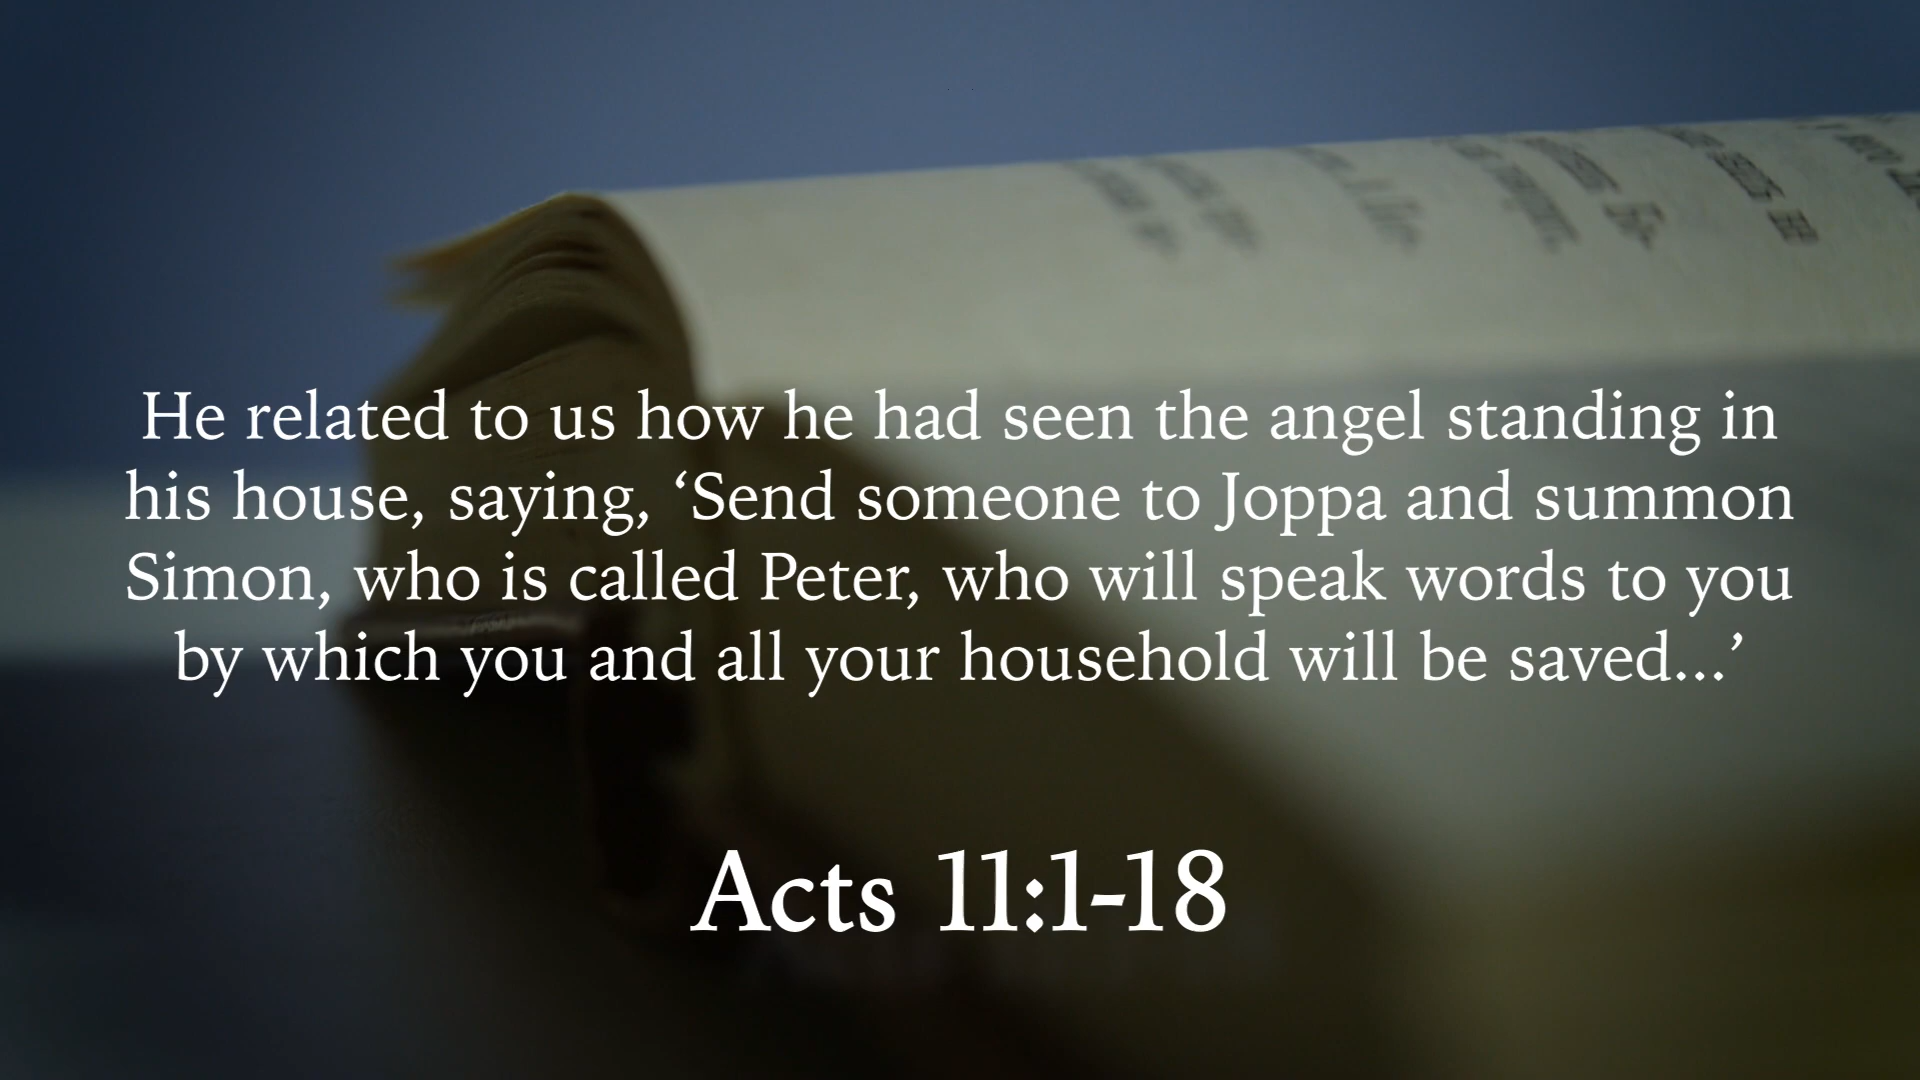 He related to us how he had seen the angel standing in
his house, saying, ‘Send someone to Joppa and summon
Simon, who is called Peter, who will speak words to you
by which you and all your household will be saved...’
Acts 11:1-18